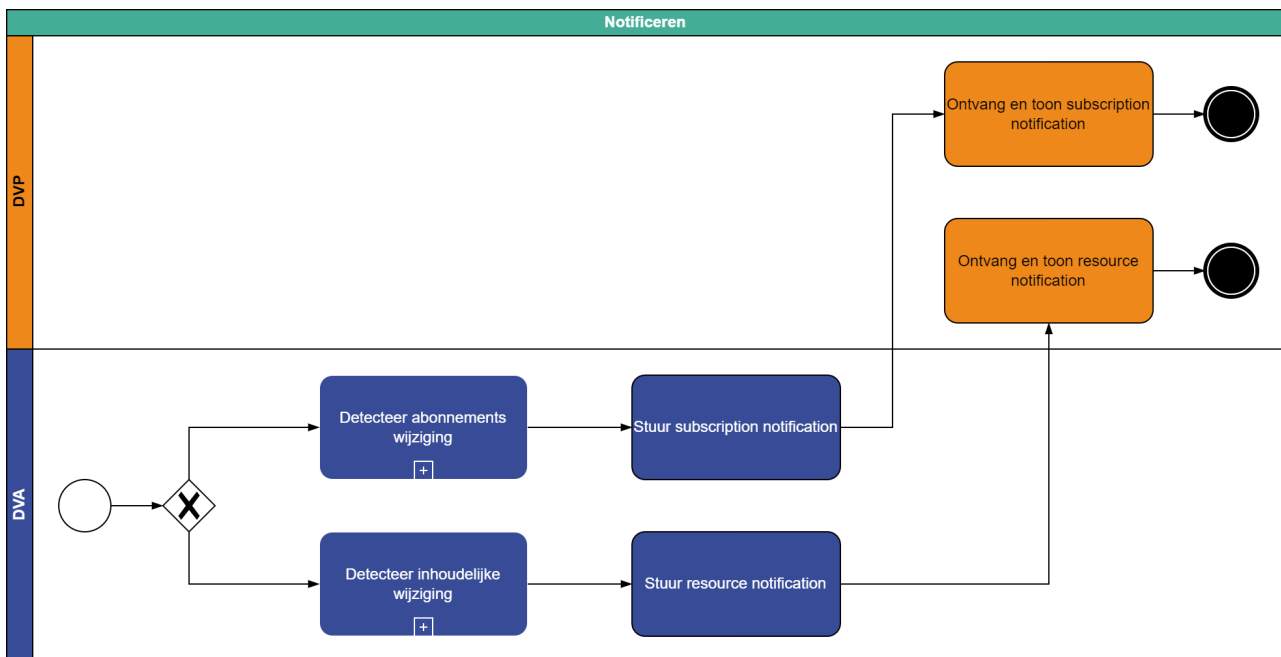 Notificeren
DVP
Ontvang en toon subscription
notification
Ontvang en toon resource
notification
DVA
Detecteer abonnements
wijziging
Stuur subscription notification
Detecteer inhoudelijke
wijziging
Stuur resource notification